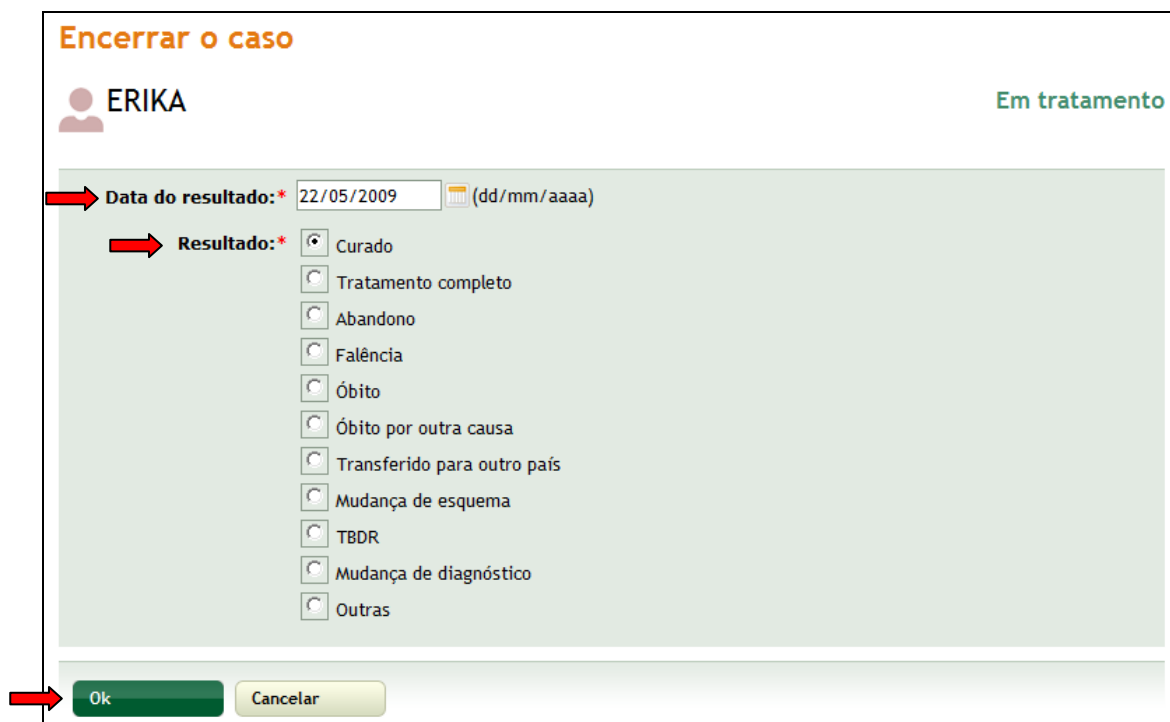 Encerrar o caso
ERIKA
Em tratamento
Data do resultado:* 22/05/2009 (dd/mm/aaaa)
Resultado:* Curado
Tratamento completo
Abandono
Falência
Óbito
Óbito por outra causa
Transferido para outro país
Mudança de esquema
TBDR
Mudança de diagnóstico
Outras
Ok Cancelar